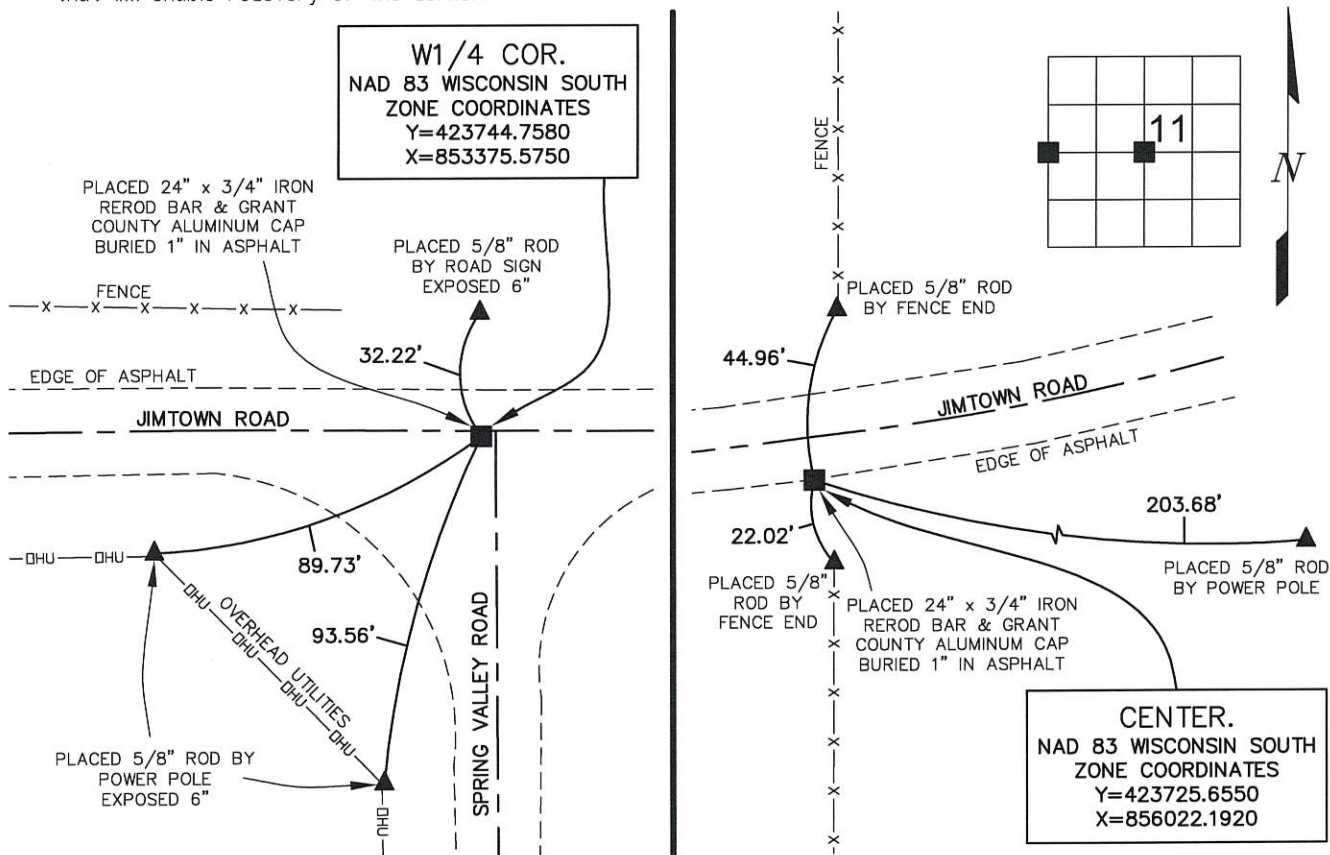 W1/4 COR.
NAD 83 WISCONSIN SOUTH
ZONE COORDINATES
Y=423744.7580
X=853375.5750
PLACED 24" x 3/4" IRON
REROD BAR & GRANT
COUNTY ALUMINUM CAP
BURIED 1" IN ASPHALT
PLACED 5/8" ROD
BY ROAD SIGN
EXPOSED 6"
FENCE
32.22'
EDGE OF ASPHALT
JIMTOWN ROAD
89.73'
93.56'
OHU
OHU
OVERHEAD UTILITIES
OHU
OHU
OHU
OHU
OHU
SPRING VALLEY ROAD
PLACED 5/8" ROD BY
POWER POLE
EXPOSED 6"
FENCE
11
N
PLACED 5/8" ROD
BY FENCE END
44.96'
JIMTOWN ROAD
EDGE OF ASPHALT
22.02'
203.68'
PLACED 5/8"
ROD BY
FENCE END
PLACED 24" x 3/4" IRON
REROD BAR & GRANT
COUNTY ALUMINUM CAP
BURIED 1" IN ASPHALT
PLACED 5/8" ROD
BY POWER POLE
CENTER.
NAD 83 WISCONSIN SOUTH
ZONE COORDINATES
Y=423725.6550
X=856022.1920